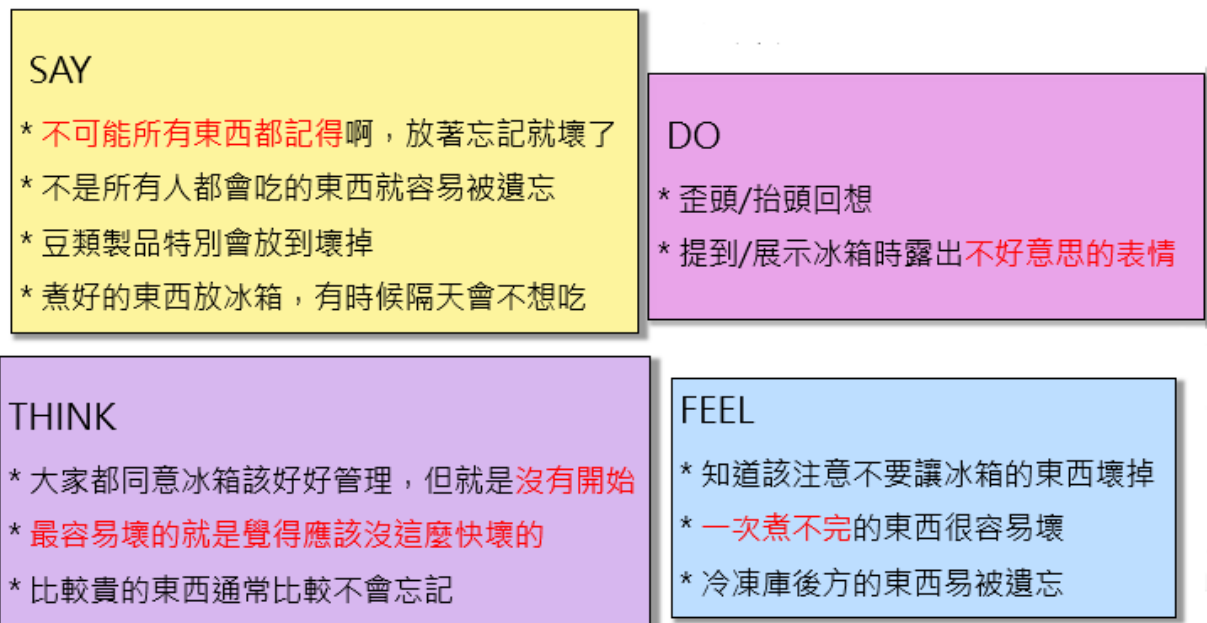 SAY
* 不可能所有東西都記得啊，放著忘記就壞了
* 不是所有人都會吃的東西就容易被遺忘
* 豆類製品特別會放到壞掉
* 煮好的東西放冰箱，有時候隔天會不想吃
DO
* 歪頭/抬頭回想
* 提到/展示冰箱時露出不好意思的表情
THINK
* 大家都同意冰箱該好好管理，但就是沒有開始
* 最容易壞的就是覺得應該沒這麼快壞的
* 比較貴的東西通常比較不會忘記
FEEL
* 知道該注意不要讓冰箱的東西壞掉
* 一次煮不完的東西很容易壞
* 冷凍庫後方的東西易被遺忘